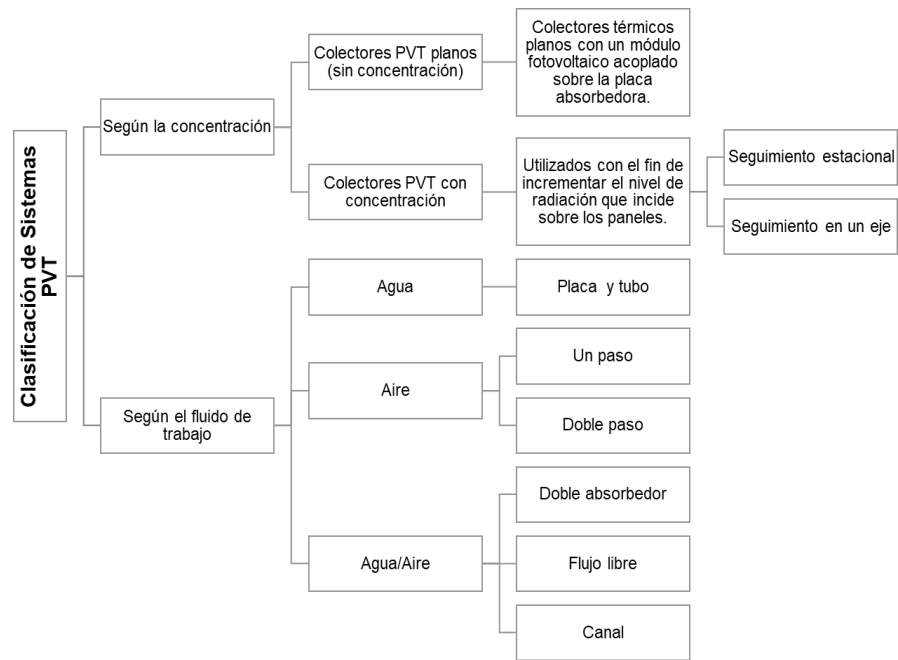 Clasificación de Sistemas
PVT
Según la concentración
Colectores PVT planos
(sin concentración)
Colectores térmicos
planos con un módulo
fotovoltaico acoplado
sobre la placa
absorbedora.
Colectores PVT con
concentración
Utilizados con el fin de
incrementar el nivel de
radiación que incide
sobre los paneles.
Seguimiento estacional
Seguimiento en un eje
Según el fluido de
trabajo
Agua
Placa y tubo
Aire
Un paso
Doble paso
Agua/Aire
Doble absorbedor
Flujo libre
Canal